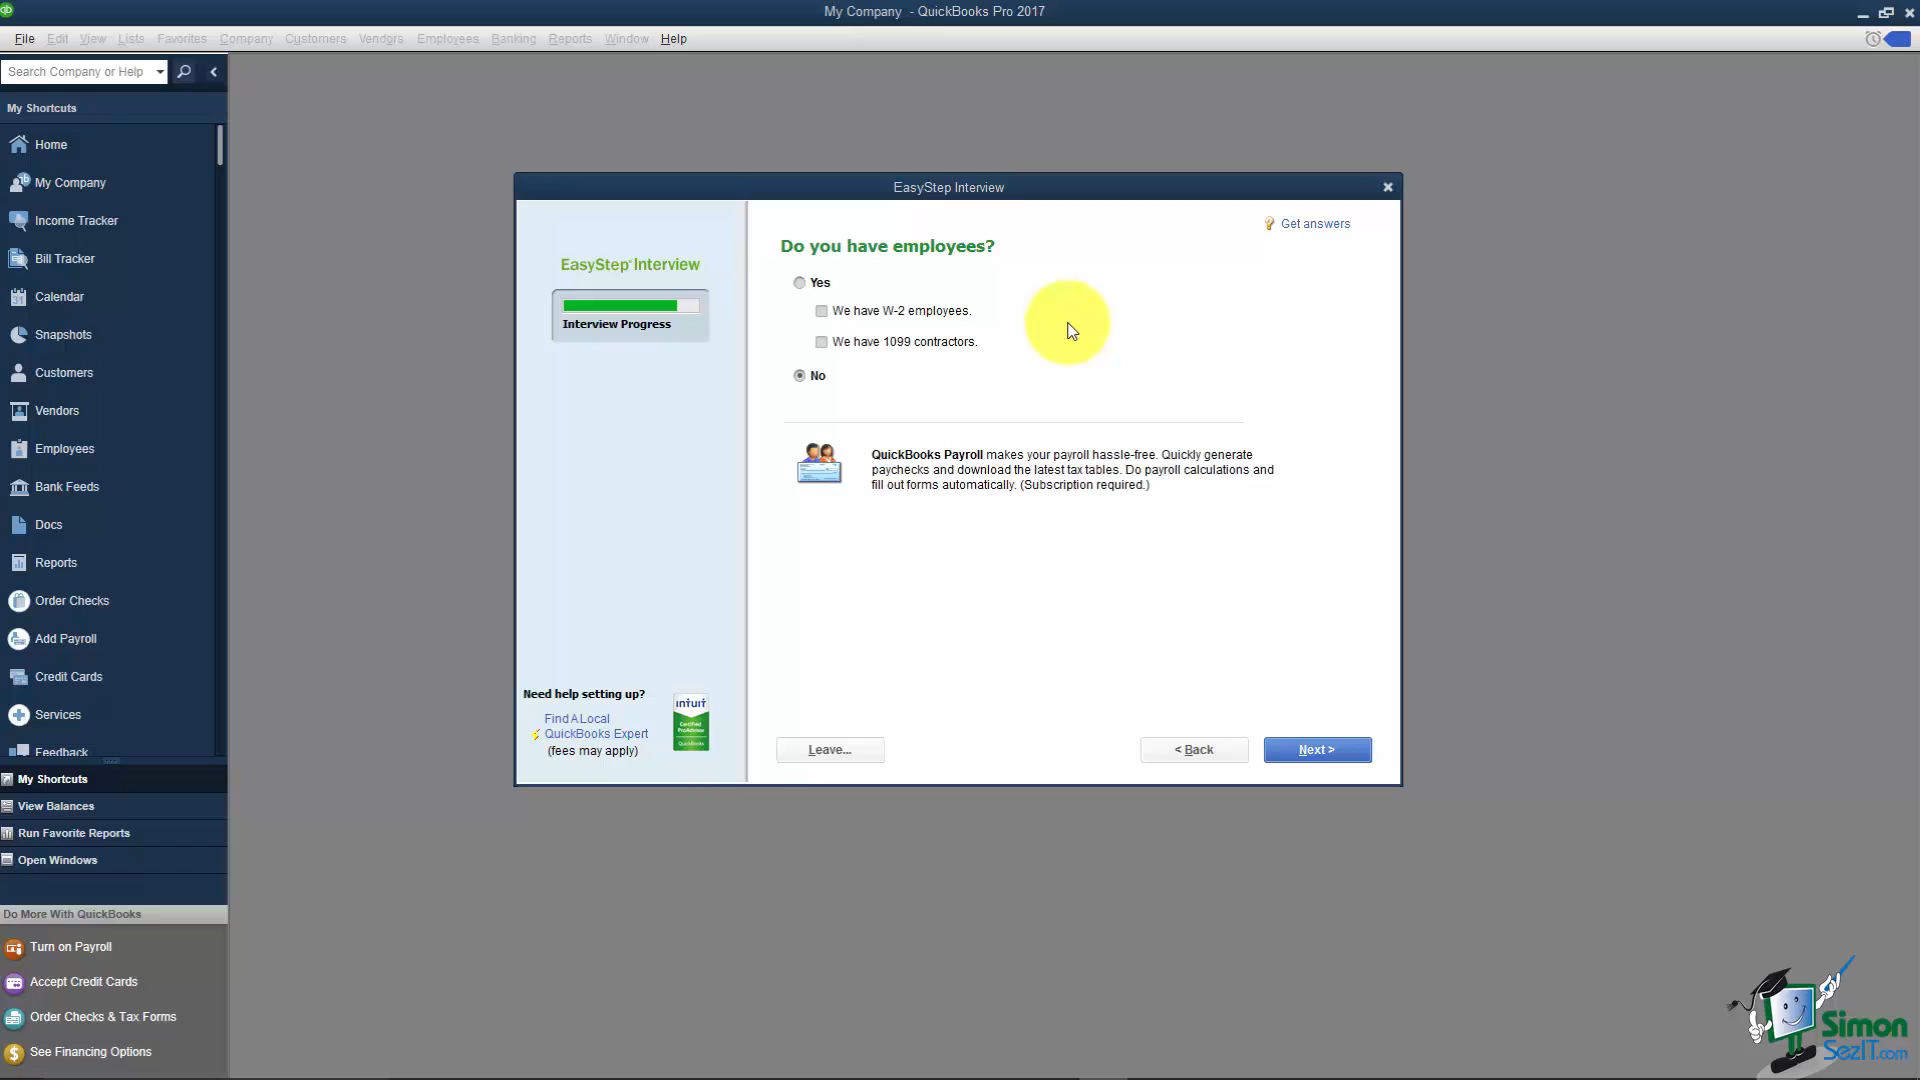 My Company - QuickBooks Pro 2017
File Edit View Lists Favorites Company Customers Vendors Employees Banking Reports Window Help
Search Company or Help
My Shortcuts
Home
My Company
Income Tracker
Bill Tracker
Calendar
Snapshots
Customers
Vendors
Employees
Bank Feeds
Docs
Reports
Order Checks
Add Payroll
Credit Cards
Services
Feedback
My Shortcuts
View Balances
Run Favorite Reports
Open Windows
Do More With QuickBooks
Turn on Payroll
Accept Credit Cards
Order Checks & Tax Forms
See Financing Options
EasyStep Interview
EasyStep Interview
Interview Progress
Need help setting up?
Find A Local
QuickBooks Expert
(fees may apply)
intuit
Certified
ProAdvisor
QuickBooks
Get answers
Do you have employees?
Yes
We have W-2 employees.
We have 1099 contractors.
No
QuickBooks Payroll makes your payroll hassle-free. Quickly generate
paychecks and download the latest tax tables. Do payroll calculations and
fill out forms automatically. (Subscription required.)
Leave...
< Back
Next >
Simon
SezIT.com